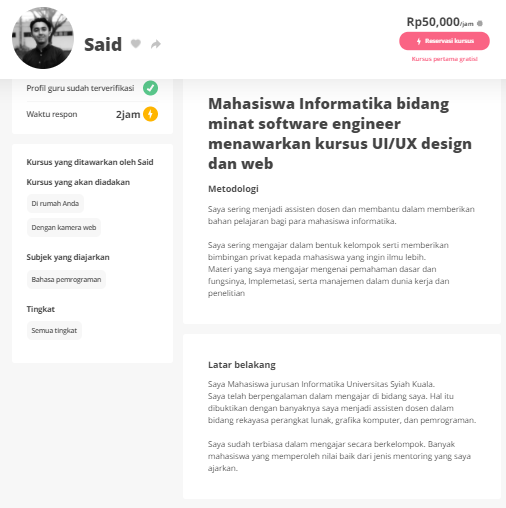 Said
Rp50,000/jam
Reservasi kursus
Kursus pertama gratis!
Profil guru sudah terverifikasi
Waktu respon 2jam
Kursus yang ditawarkan oleh Said
Kursus yang akan diadakan
Di rumah Anda
Dengan kamera web
Subjek yang diajarkan
Bahasa pemrograman
Tingkat
Semua tingkat
Mahasiswa Informatika bidang
minat software engineer
menawarkan kursus UI/UX design
dan web
Metodologi
Saya sering menjadi assisten dosen dan membantu dalam memberikan
bahan pelajaran bagi para mahasiswa informatika.
Saya sering mengajar dalam bentuk kelompok serti memberikan
bimbingan privat kepada mahasiswa yang ingin ilmu lebih.
Materi yang saya mengajar mengenai pemahaman dasar dan
fungsinya, Implemetasi, serta manajemen dalam dunia kerja dan
penelitian
Latar belakang
Saya Mahasiswa jurusan Informatika Universitas Syiah Kuala.
Saya telah berpengalaman dalam mengajar di bidang saya. Hal itu
dibuktikan dengan banyaknya saya menjadi assisten dosen dalam
bidang rekayasa perangkat lunak, grafika komputer, dan pemrograman.
Saya sudah terbiasa dalam mengajar secara berkelompok. Banyak
mahasiswa yang memperoleh nilai baik dari jenis mentoring yang saya
ajarkan.